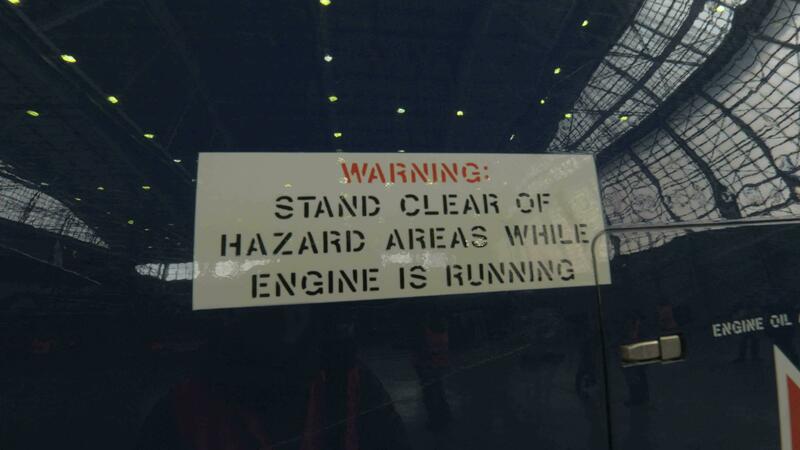 WARNING:
STAND CLEAR OF
HAZARD AREAS WHILE
ENGINE IS RUNNING
ENGINE OIL